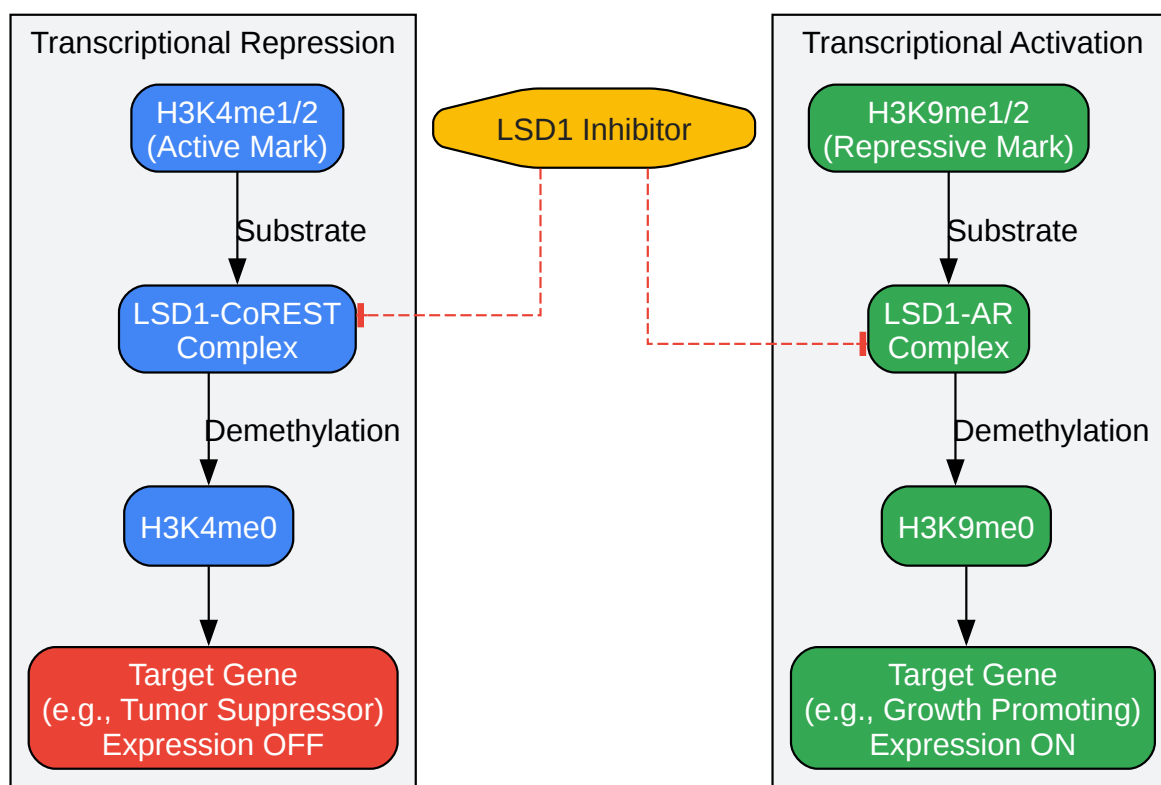 Transcriptional Repression
H3K4me1/2
(Active Mark)
Substrate
LSD1-CoREST
Complex
Demethylation
H3K4me0
Target Gene
(e.g., Tumor Suppressor)
Expression OFF
LSD1 Inhibitor
Transcriptional Activation
H3K9me1/2
(Repressive Mark)
Substrate
LSD1-AR
Complex
Demethylation
H3K9me0
Target Gene
(e.g., Growth Promoting)
Expression ON